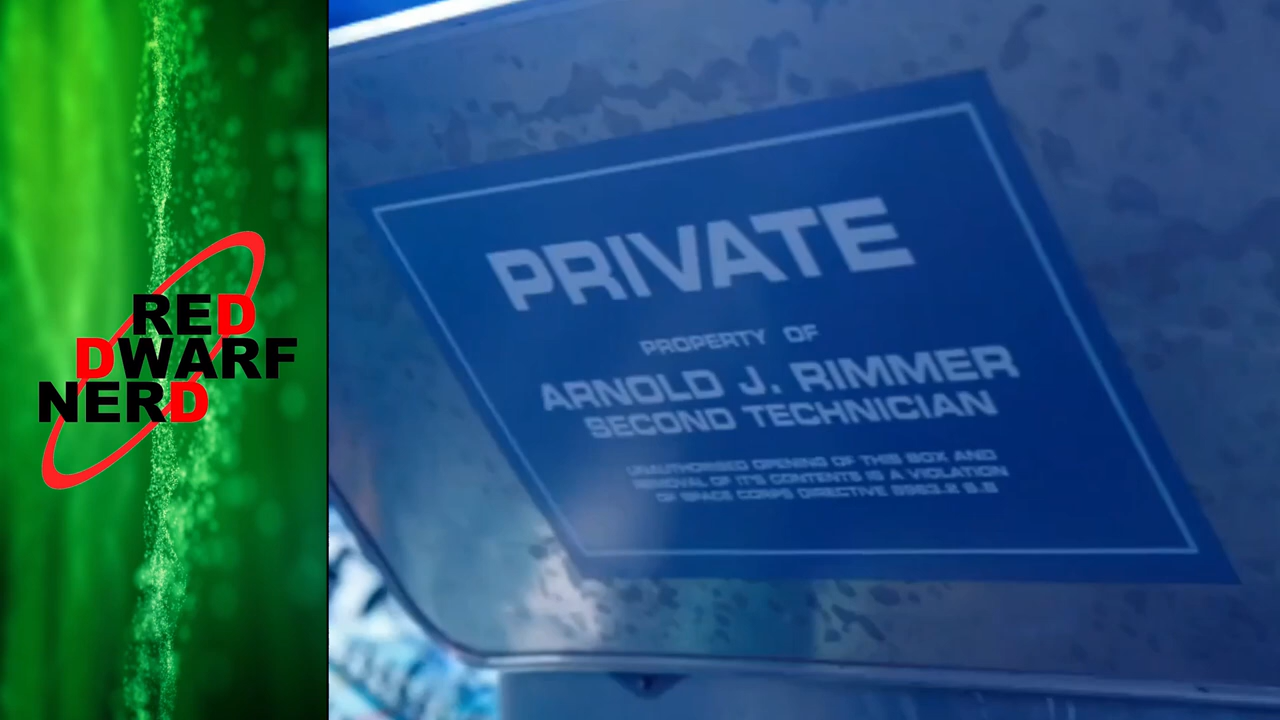 RED
DWARF
NERD
PRIVATE
PROPERTY OF
ARNOLD J. RIMMER
SECOND TECHNICIAN
UNAUTHORISED OPENING OF THIS BOX AND
REMOVAL OF IT'S CONTENTS IS A VIOLATION
OF SPACE CORPS DIRECTIVE